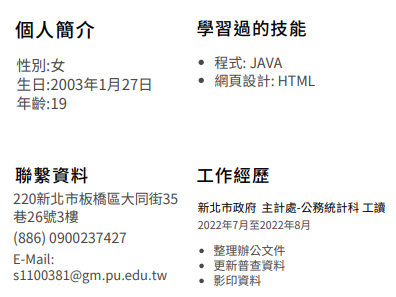 個人簡介
性別:女
生日:2003年1月27日
年齡:19
學習過的技能
程式: JAVA
網頁設計: HTML
聯繫資料
220新北市板橋區大同街35
巷26號3樓
(886) 0900237427
E-Mail:
s1100381@gm.pu.edu.tw
工作經歷
新北市政府 主計處-公務統計科 工讀
2022年7月至2022年8月
整理辦公文件
更新普查資料
影印資料